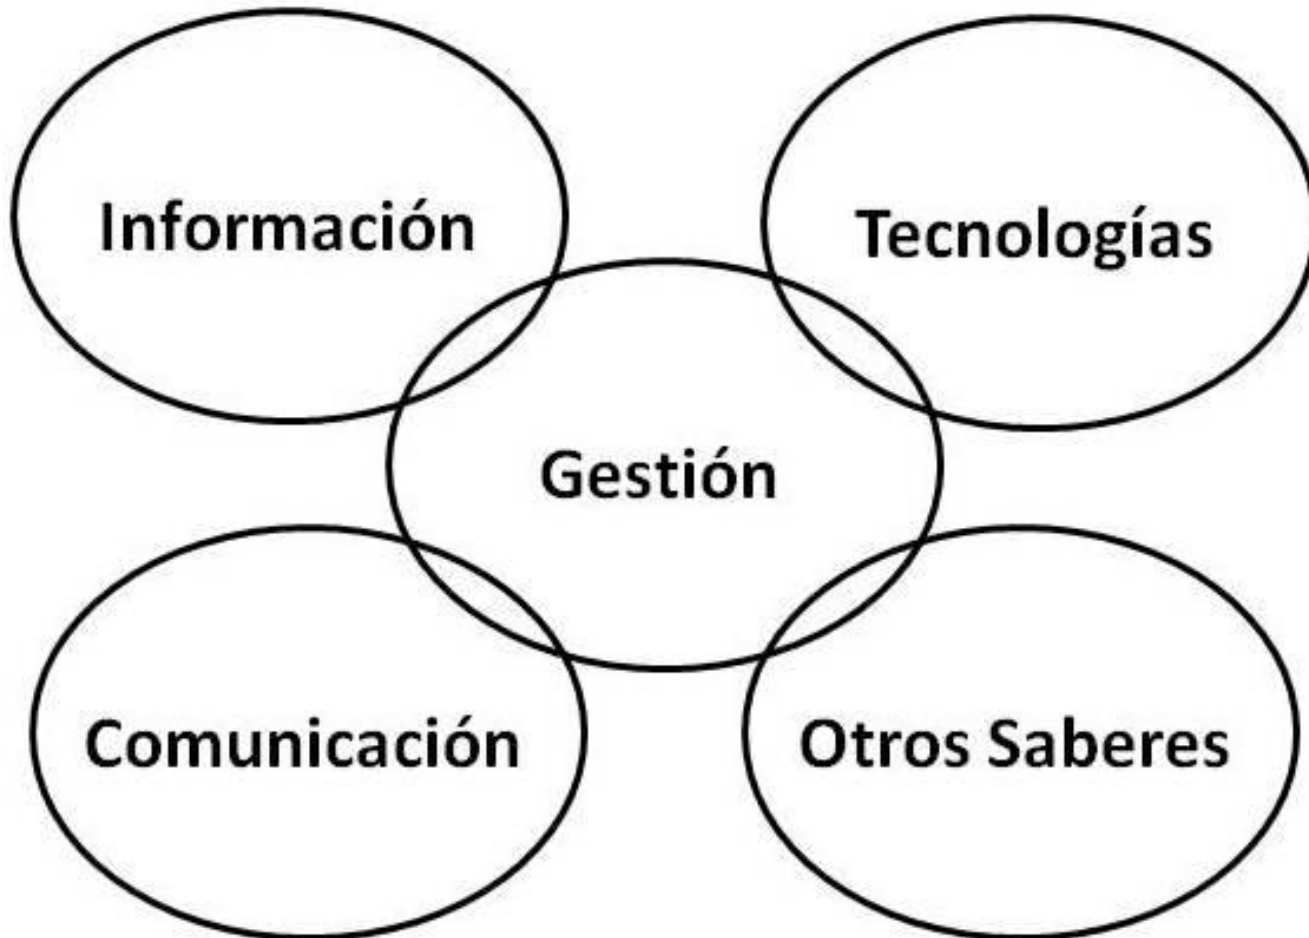 Información
Tecnologías
Gestión
Comunicación
Otros Saberes